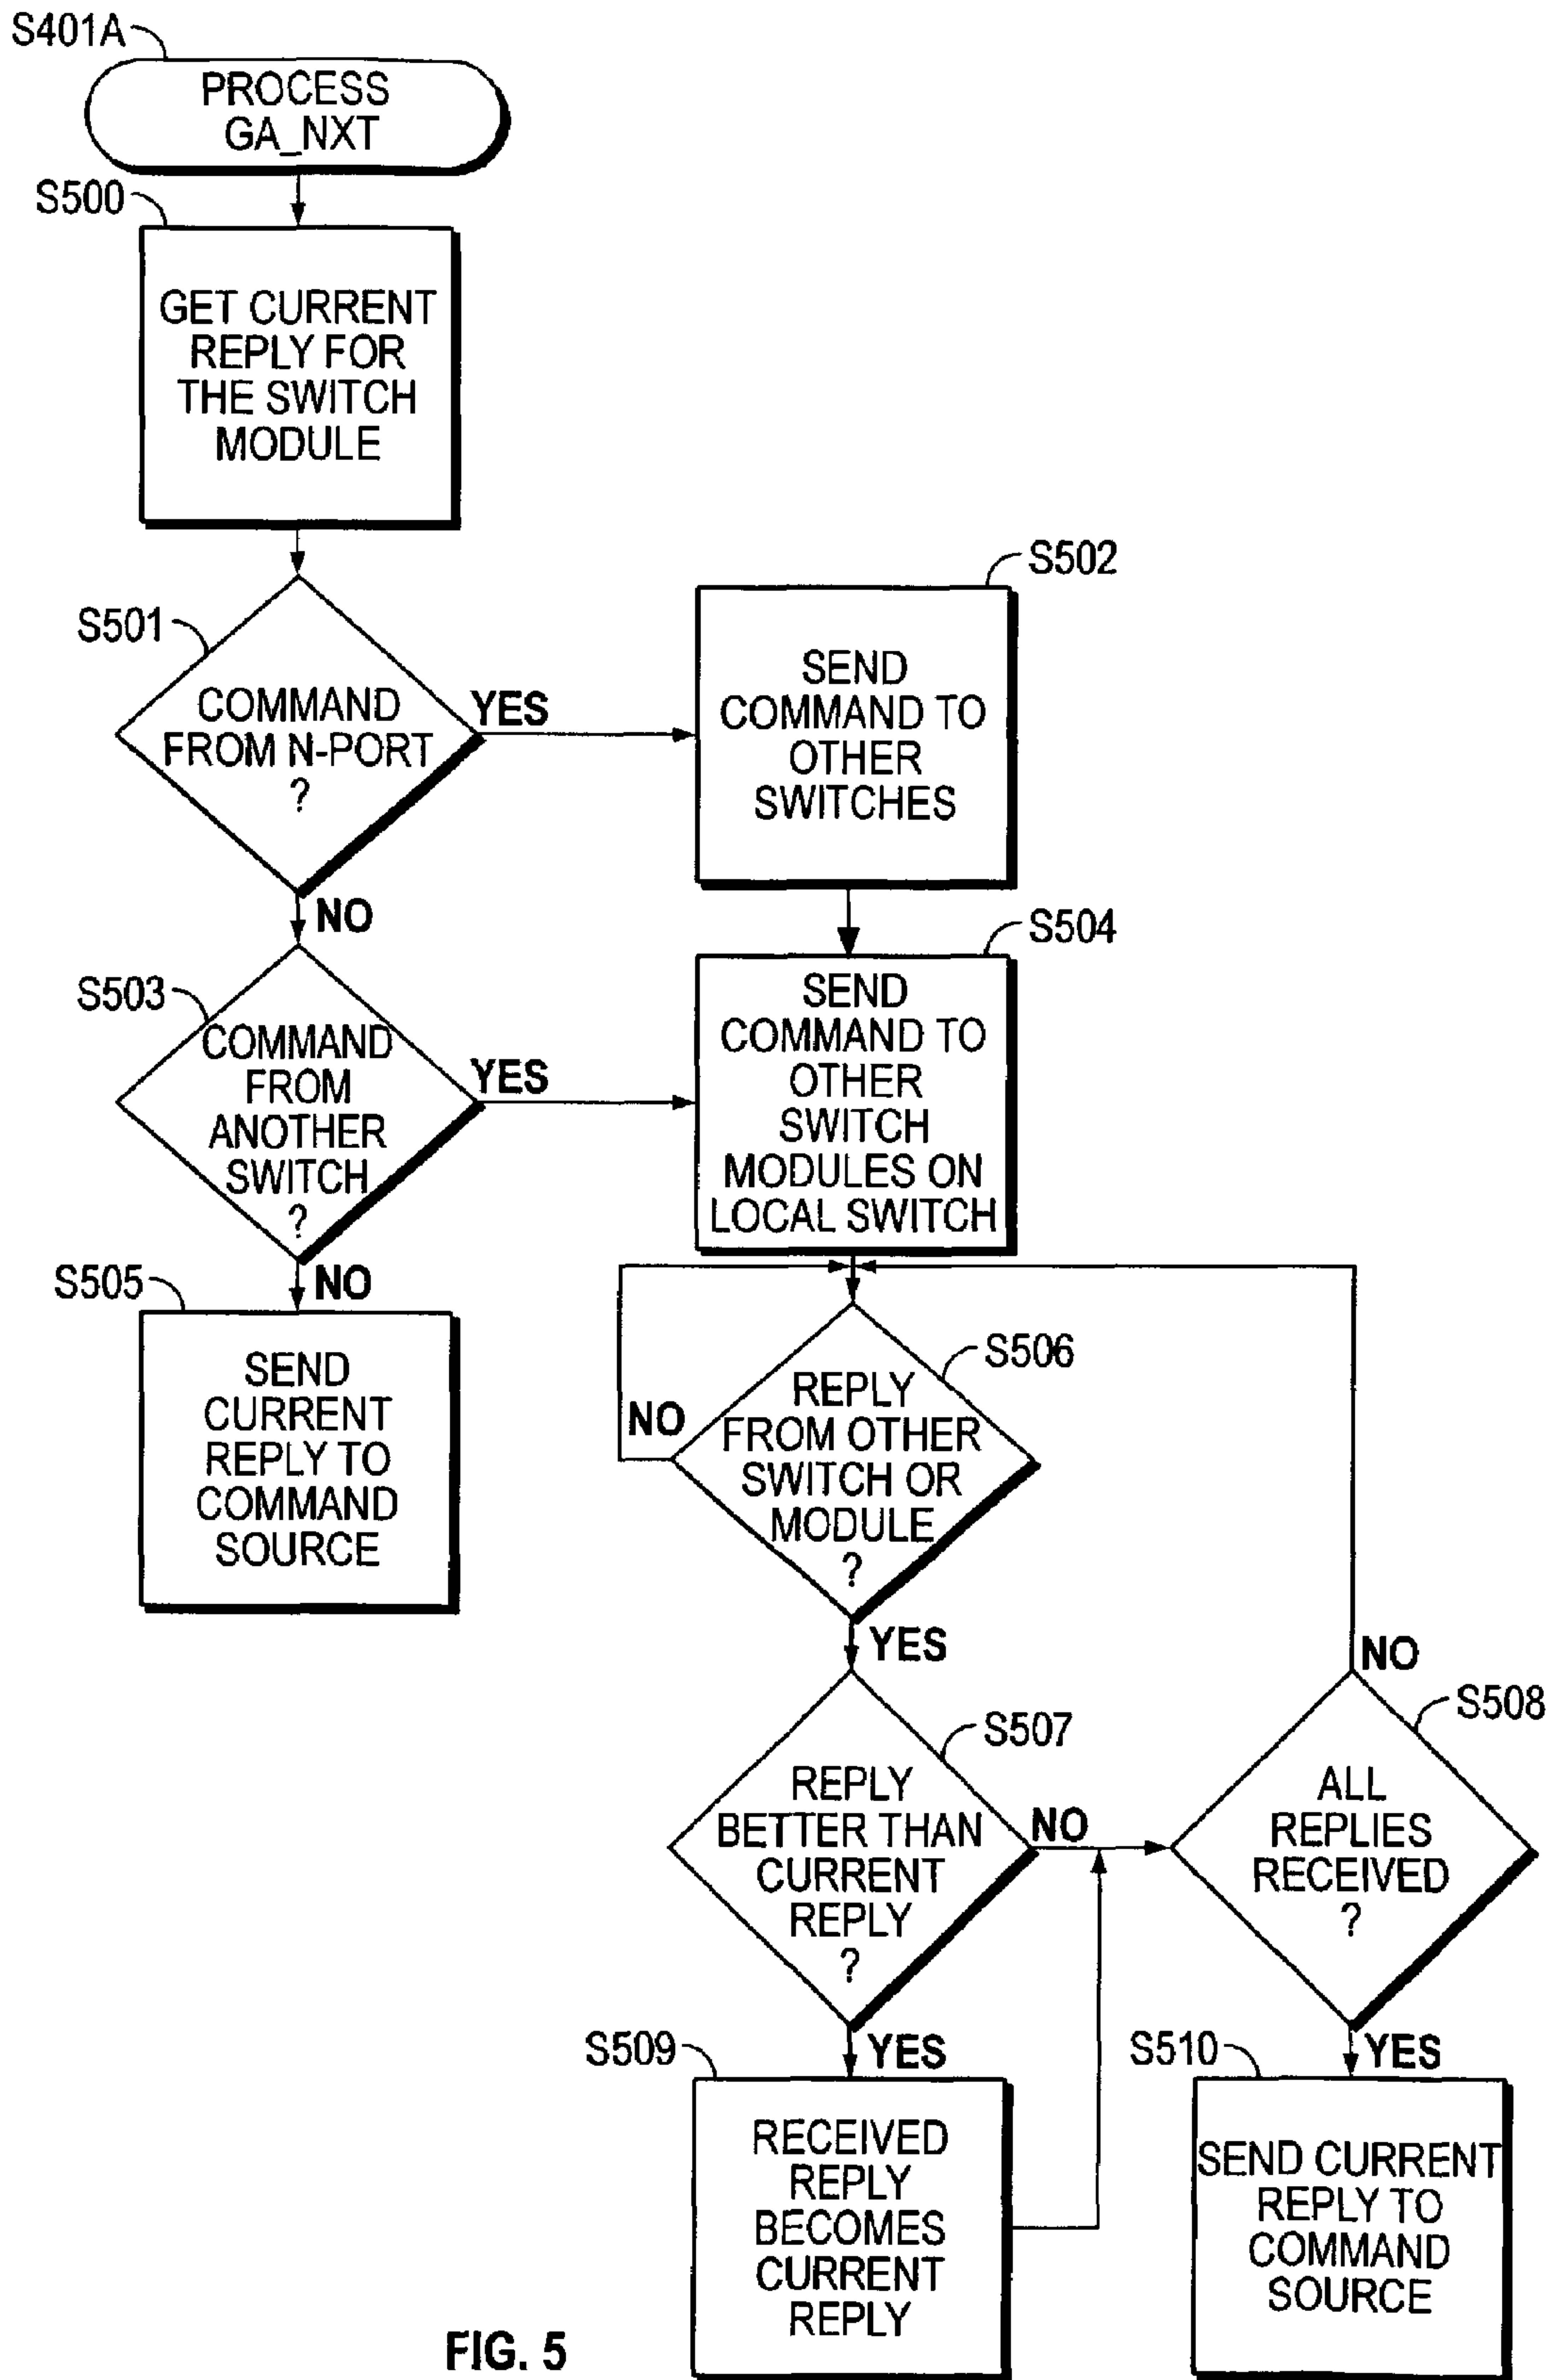 S401A
PROCESS
GA_NXT
S500
GET CURRENT
REPLY FOR
THE SWITCH
MODULE
S501
COMMAND
FROM N-PORT
?
YES
NO
S502
SEND
COMMAND TO
OTHER
SWITCHES
S503
COMMAND
FROM
ANOTHER
SWITCH
?
YES
NO
S504
SEND
COMMAND TO
OTHER
SWITCH
MODULES ON
LOCAL SWITCH
S505
SEND
CURRENT
REPLY TO
COMMAND
SOURCE
S506
REPLY
FROM OTHER
SWITCH OR
MODULE
?
NO
YES
S507
REPLY
BETTER THAN
CURRENT
REPLY
?
NO
YES
S508
ALL
REPLIES
RECEIVED
?
NO
YES
S509
RECEIVED
REPLY
BECOMES
CURRENT
REPLY
S510
SEND CURRENT
REPLY TO
COMMAND
SOURCE
FIG. 5